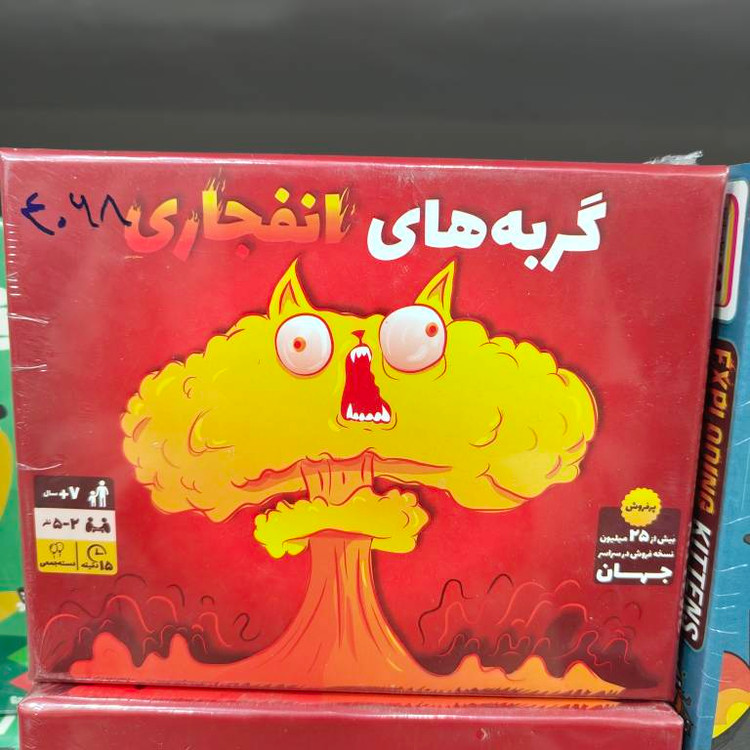 گربه‌های انفجاری
۴۰۶۸
+۷ سال
۲-۵ نفر
۱۵ دقیقه
دسته‌جمعی
پرفروش
بیش از ۲۵ میلیون
نسخه فروش در سراسر
جهان
EXPLODING KITTENS